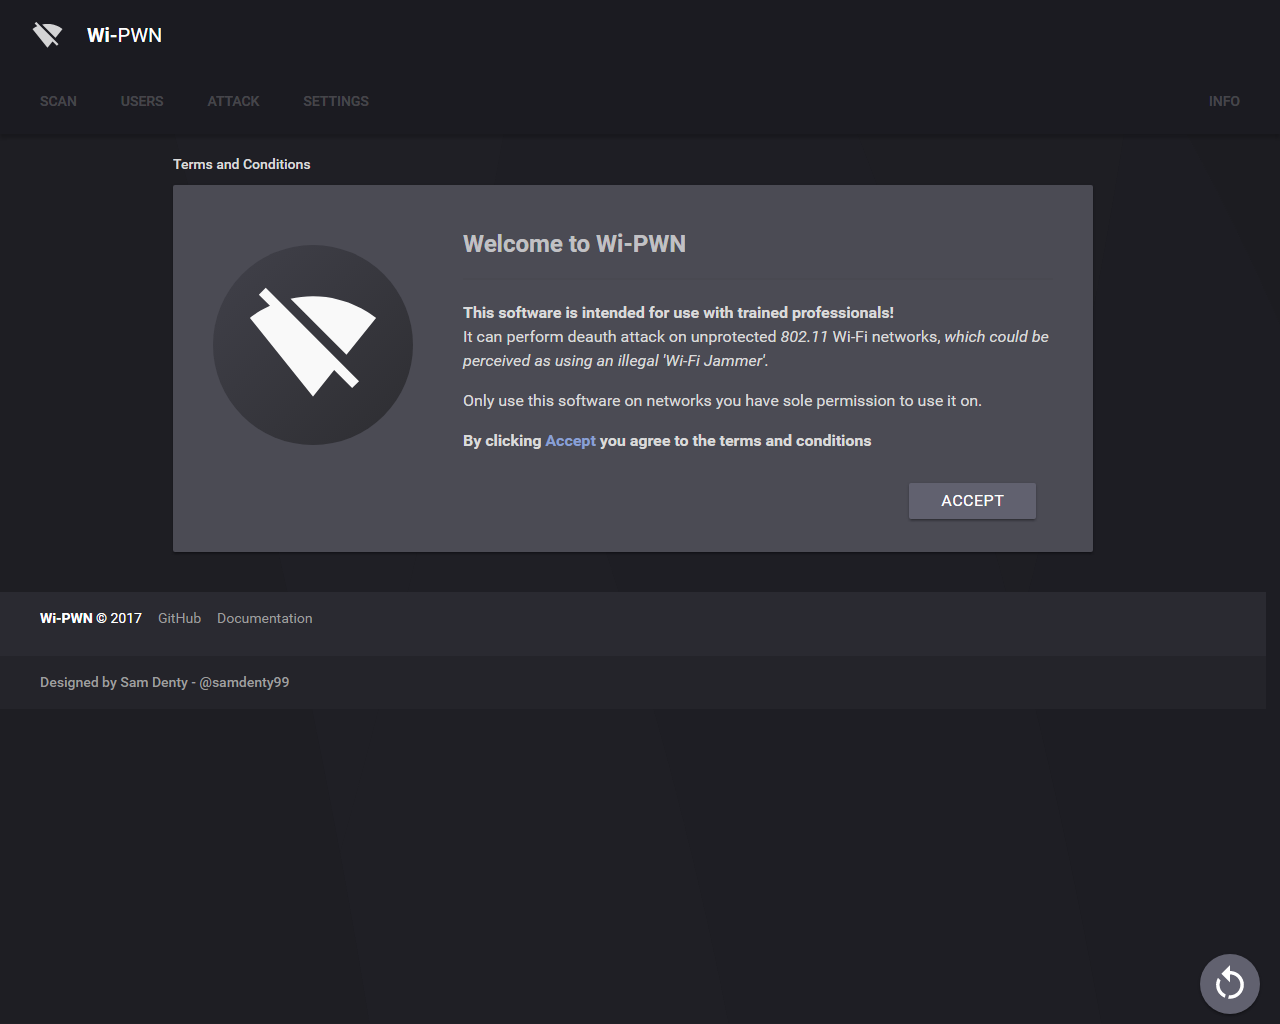 Wi-PWN
SCAN USERS ATTACK SETTINGS INFO
Terms and Conditions
Welcome to Wi-PWN
This software is intended for use with trained professionals!
It can perform deauth attack on unprotected 802.11 Wi-Fi networks, which could be
perceived as using an illegal 'Wi-Fi Jammer'.
Only use this software on networks you have sole permission to use it on.
By clicking Accept you agree to the terms and conditions
ACCEPT
Wi-PWN © 2017 GitHub Documentation
Designed by Sam Denty - @samdenty99